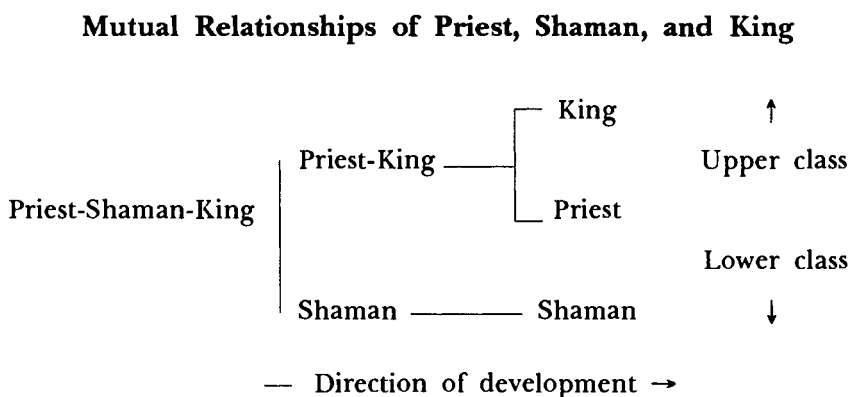 Mutual Relationships of Priest, Shaman, and King
King ↑
Priest-King Upper class
Priest-Shaman-King Priest
Lower class
Shaman Shaman ↓
— Direction of development →